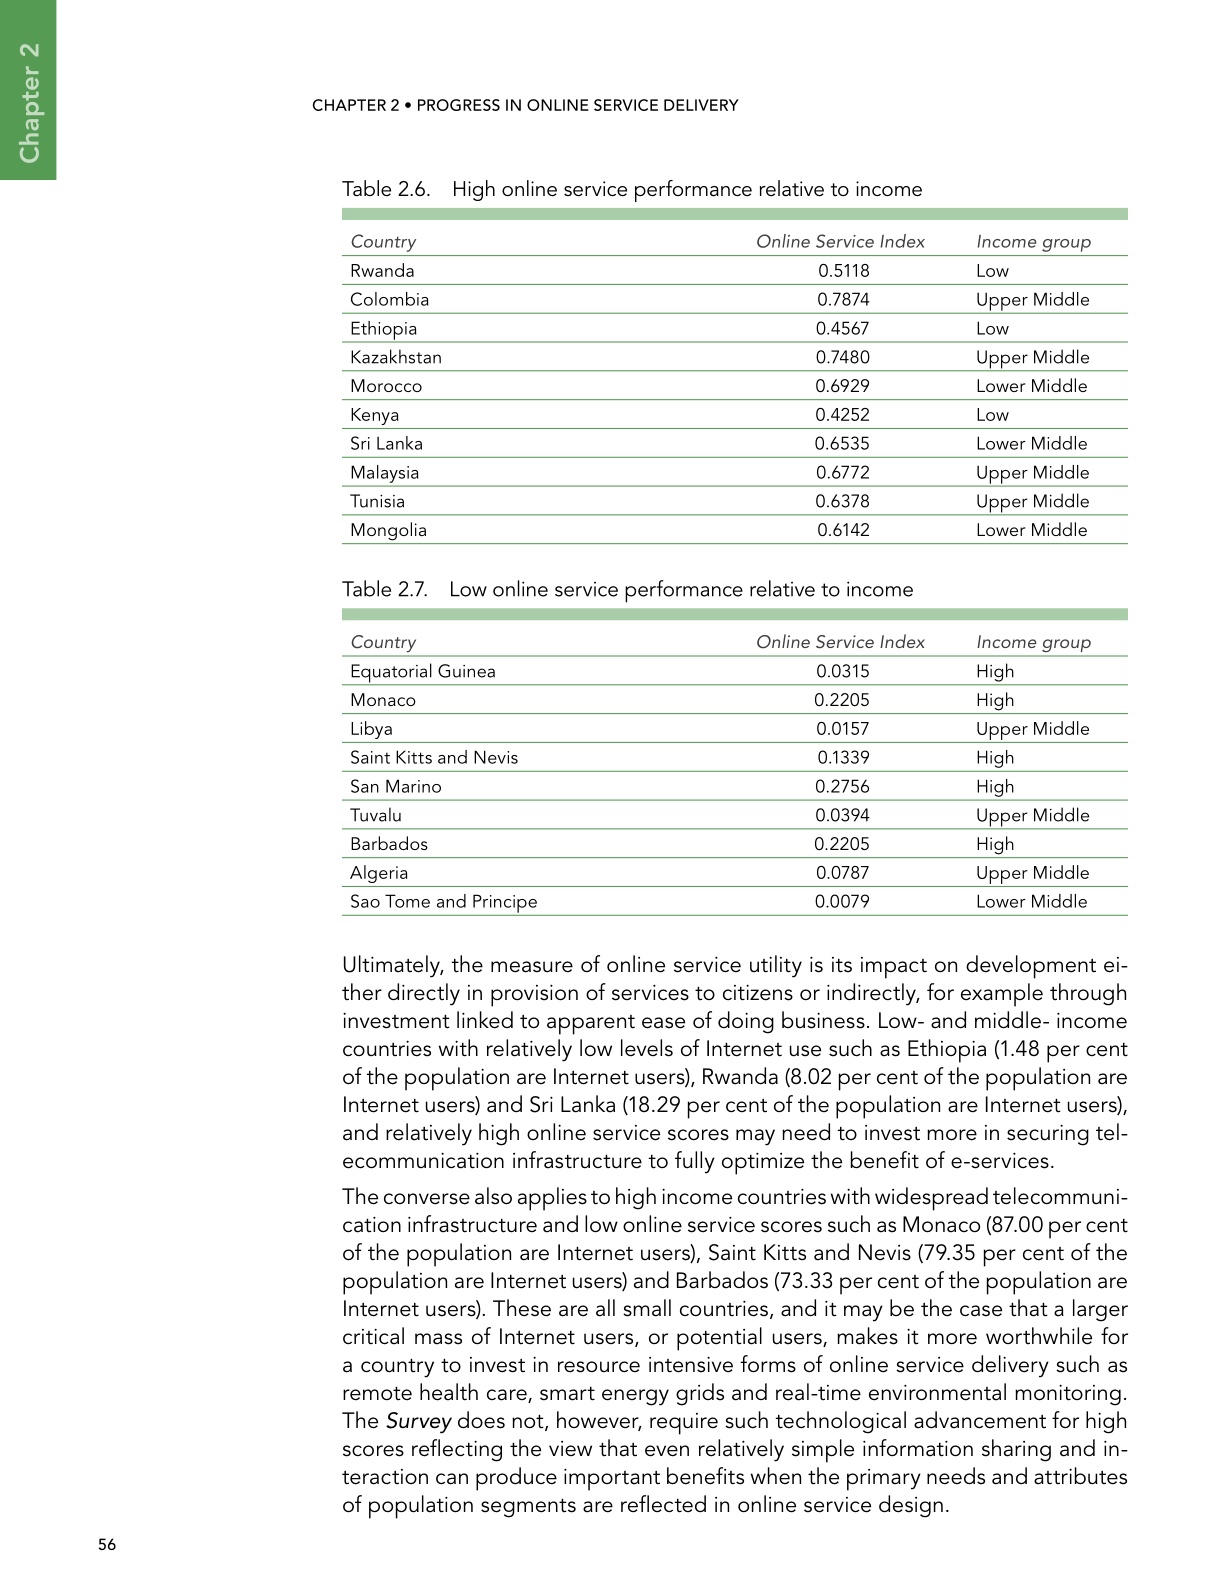 Chapter 2
CHAPTER 2 • PROGRESS IN ONLINE SERVICE DELIVERY
Table 2.6. High online service performance relative to income
Country Online Service Index Income group
Rwanda 0.5118 Low
Colombia 0.7874 Upper Middle
Ethiopia 0.4567 Low
Kazakhstan 0.7480 Upper Middle
Morocco 0.6929 Lower Middle
Kenya 0.4252 Low
Sri Lanka 0.6535 Lower Middle
Malaysia 0.6772 Upper Middle
Tunisia 0.6378 Upper Middle
Mongolia 0.6142 Lower Middle
Table 2.7. Low online service performance relative to income
Country Online Service Index Income group
Equatorial Guinea 0.0315 High
Monaco 0.2205 High
Libya 0.0157 Upper Middle
Saint Kitts and Nevis 0.1339 High
San Marino 0.2756 High
Tuvalu 0.0394 Upper Middle
Barbados 0.2205 High
Algeria 0.0787 Upper Middle
Sao Tome and Principe 0.0079 Lower Middle
Ultimately, the measure of online service utility is its impact on development ei-
ther directly in provision of services to citizens or indirectly, for example through
investment linked to apparent ease of doing business. Low- and middle- income
countries with relatively low levels of Internet use such as Ethiopia (1.48 per cent
of the population are Internet users), Rwanda (8.02 per cent of the population are
Internet users) and Sri Lanka (18.29 per cent of the population are Internet users),
and relatively high online service scores may need to invest more in securing tel-
ecommunication infrastructure to fully optimize the benefit of e-services.
The converse also applies to high income countries with widespread telecommuni-
cation infrastructure and low online service scores such as Monaco (87.00 per cent
of the population are Internet users), Saint Kitts and Nevis (79.35 per cent of the
population are Internet users) and Barbados (73.33 per cent of the population are
Internet users). These are all small countries, and it may be the case that a larger
critical mass of Internet users, or potential users, makes it more worthwhile for
a country to invest in resource intensive forms of online service delivery such as
remote health care, smart energy grids and real-time environmental monitoring.
The Survey does not, however, require such technological advancement for high
scores reflecting the view that even relatively simple information sharing and in-
teraction can produce important benefits when the primary needs and attributes
of population segments are reflected in online service design.
56